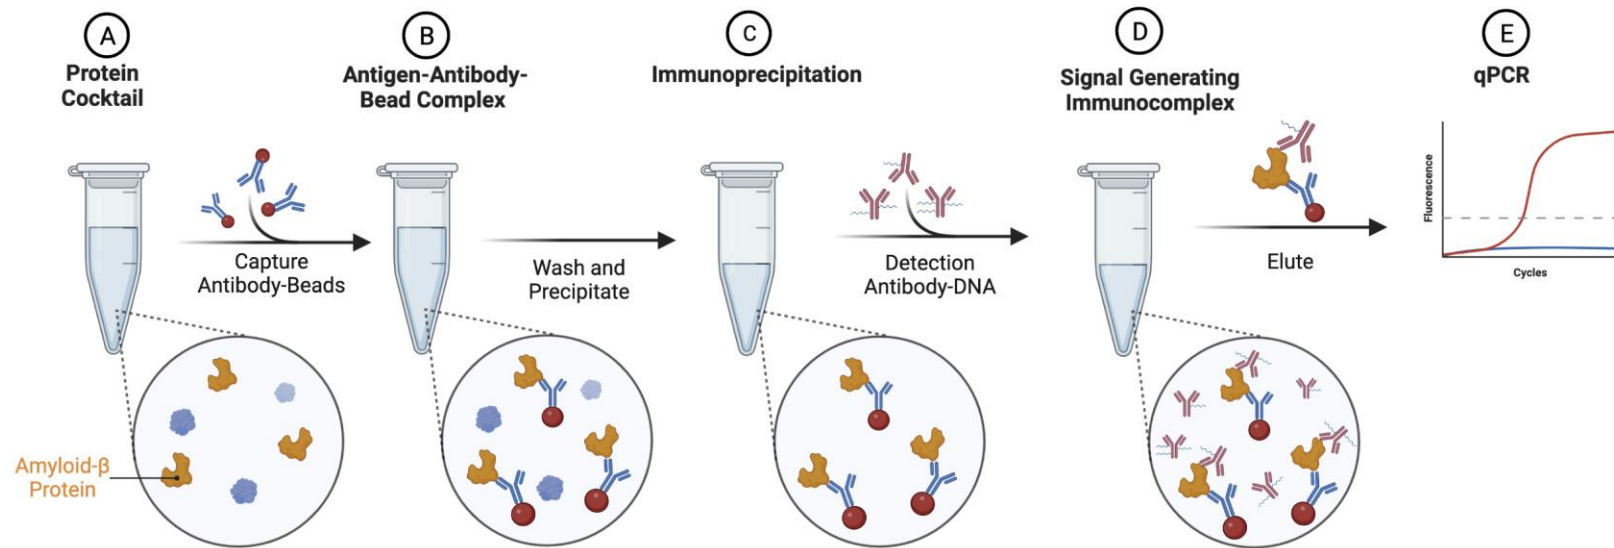 A
Protein
Cocktail
B
Antigen-Antibody-
Bead Complex
C
Immunoprecipitation
D
Signal Generating
Immunocomplex
E
qPCR
Capture
Antibody-Beads
Wash and
Precipitate
Detection
Antibody-DNA
Elute
Fluorescence
Cycles
Amyloid-β
Protein